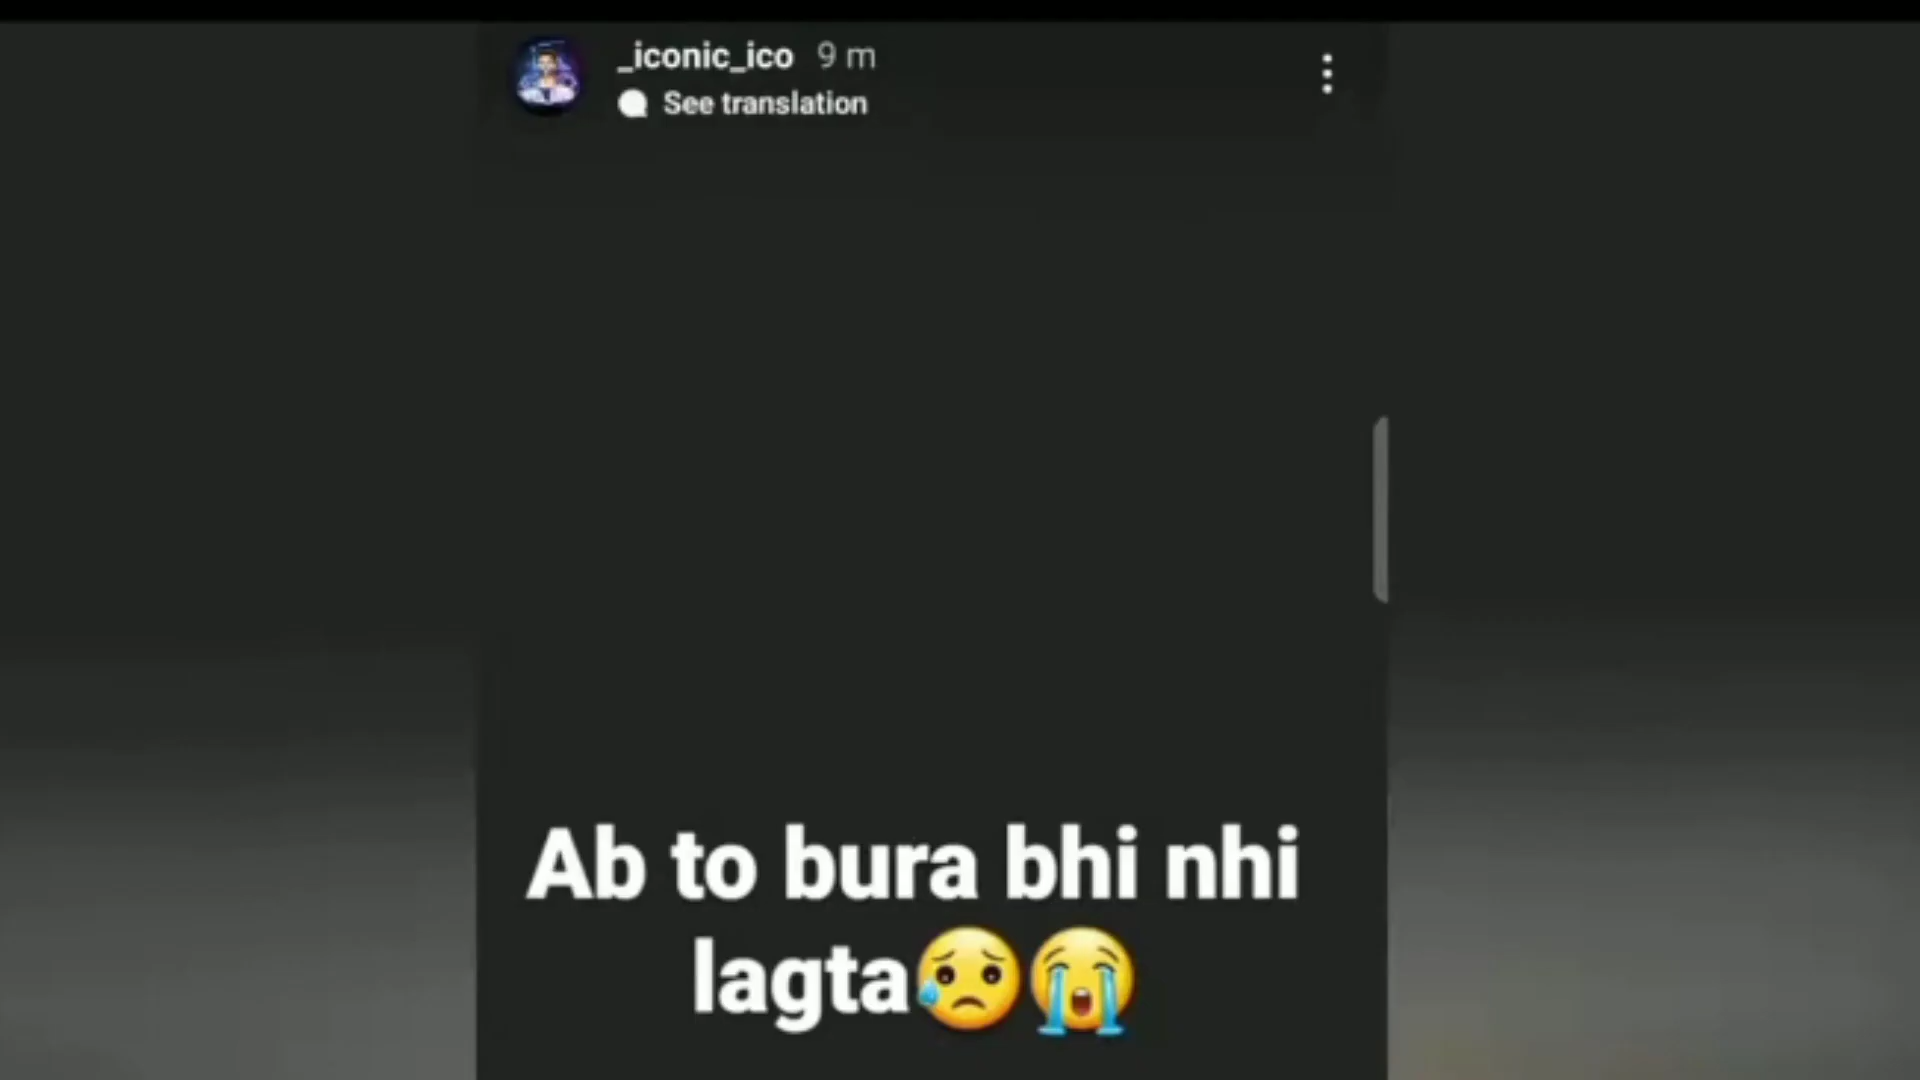 _iconic_ico 9 m
See translation
Ab to bura bhi nhi
lagta😥😭